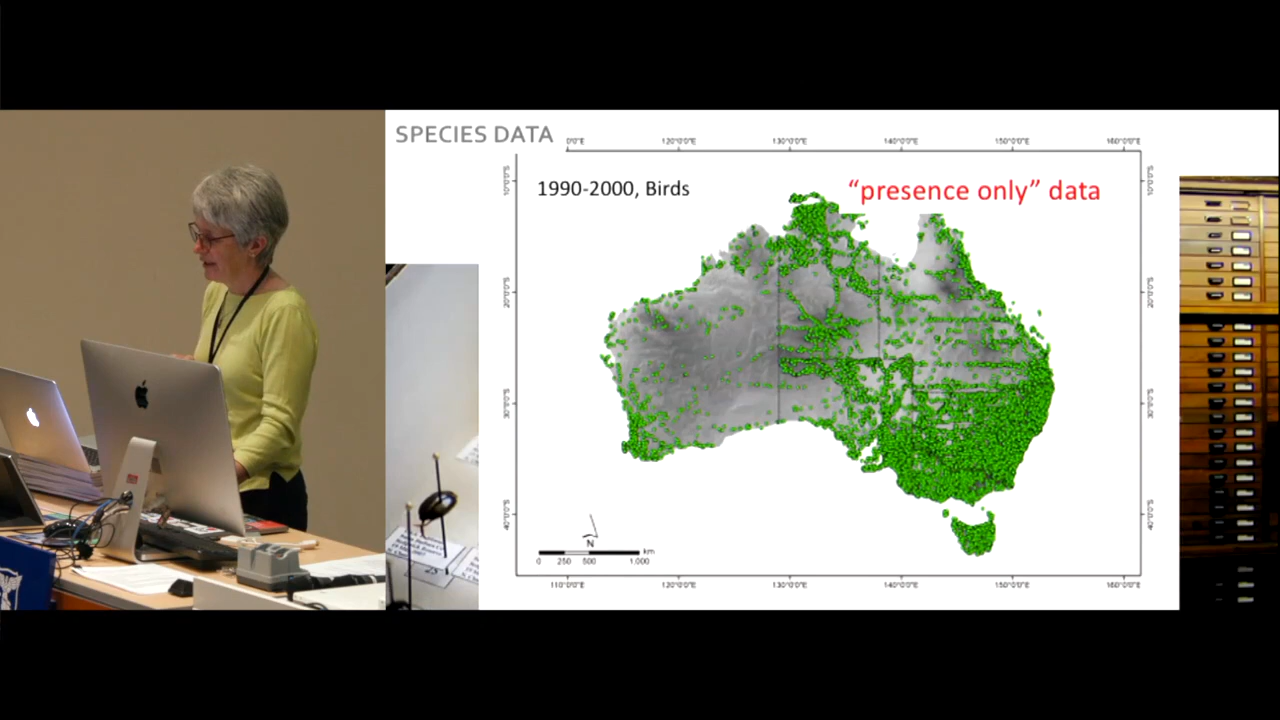 SPECIES DATA
0'0"E 120°0'0"E 130°0'0"E 140°0'0"E 150°0'0"E 160°0'0"E
1990-2000, Birds
“presence only” data
N
km
0 250 500 1.000
110°0'0"E 120°0'0"E 130°0'0"E 140°0'0"E 150°0'0"E 160°0'0"E